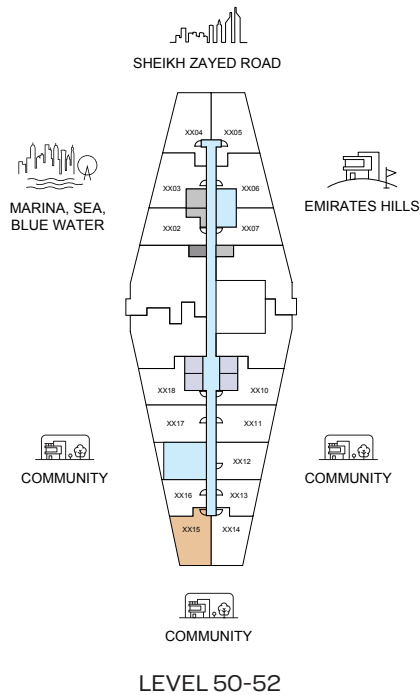 SHEIKH ZAYED ROAD
XX04 XX05
MARINA, SEA,
BLUE WATER
XX03 XX06
EMIRATES HILLS
XX02 XX07
XX18 XX10
XX17 XX11
COMMUNITY
XX12
COMMUNITY
XX16 XX13
XX15 XX14
COMMUNITY
LEVEL 50-52